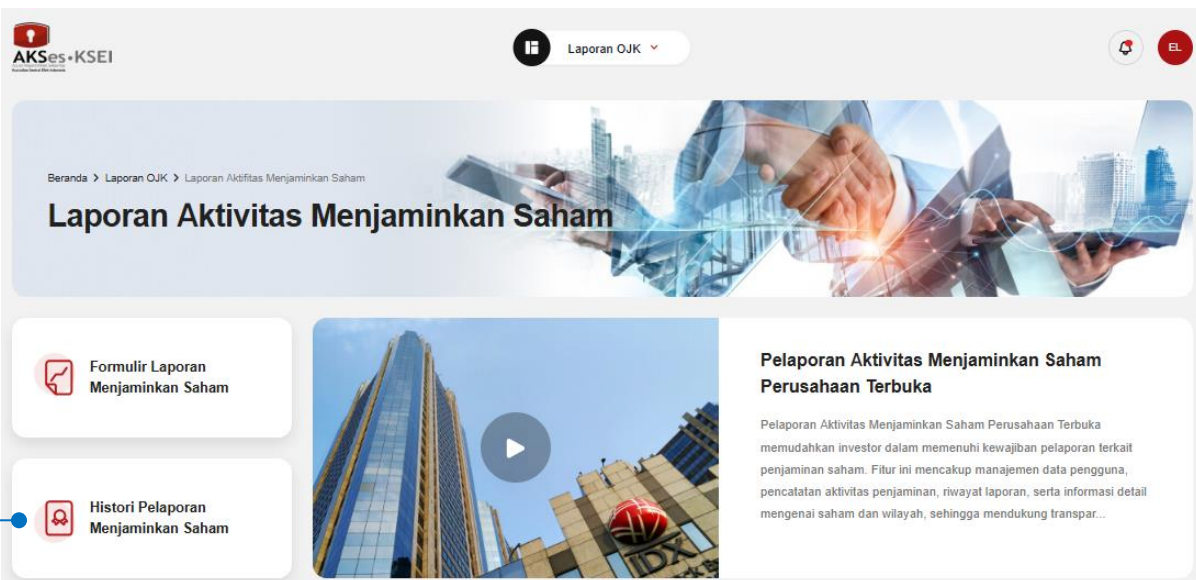 AKSes•KSEI
Laporan OJK
EL
Beranda > Laporan OJK > Laporan Aktifitas Menjaminkan Saham
Laporan Aktivitas Menjaminkan Saham
Formulir Laporan
Menjaminkan Saham
Histori Pelaporan
Menjaminkan Saham
IDX
Pelaporan Aktivitas Menjaminkan Saham
Perusahaan Terbuka
Pelaporan Aktivitas Menjaminkan Saham Perusahaan Terbuka
memudahkan investor dalam memenuhi kewajiban pelaporan terkait
penjaminan saham. Fitur ini mencakup manajemen data pengguna,
pencatatan aktivitas penjaminan, riwayat laporan, serta informasi detail
mengenai saham dan wilayah, sehingga mendukung transpar...